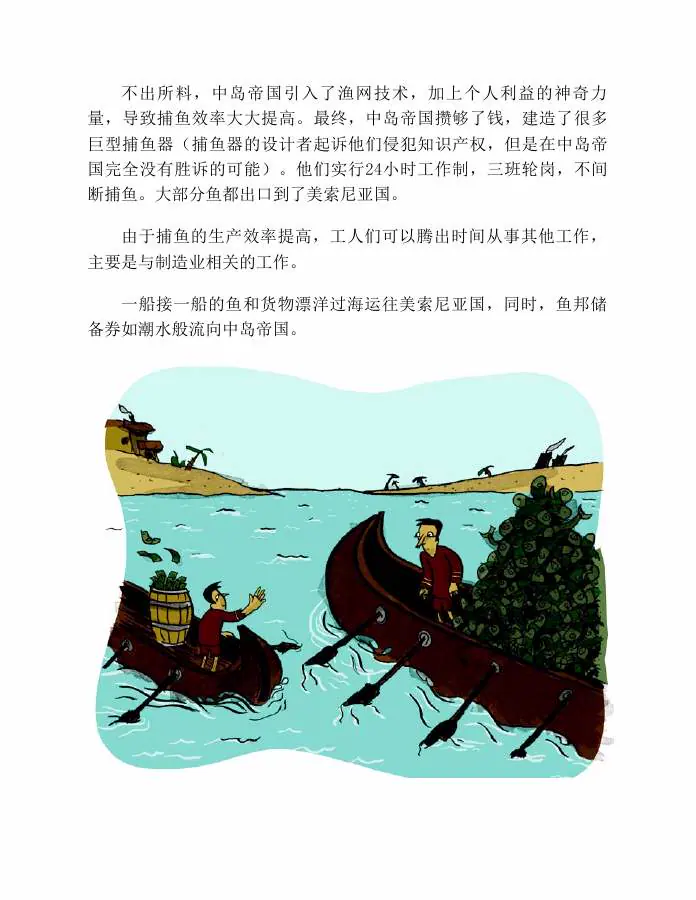 不出所料，中岛帝国引入了渔网技术，加上个人利益的神奇力
量，导致捕鱼效率大大提高。最终，中岛帝国攒够了钱，建造了很多
巨型捕鱼器（捕鱼器的设计者起诉他们侵犯知识产权，但是在中岛帝
国完全没有胜诉的可能）。他们实行24小时工作制，三班轮岗，不间
断捕鱼。大部分鱼都出口到了美索尼亚国。
由于捕鱼的生产效率提高，工人们可以腾出时间从事其他工作，
主要是与制造业相关的工作。
一船接一船的鱼和货物漂洋过海运往美索尼亚国，同时，鱼邦储
备券如潮水般流向中岛帝国。